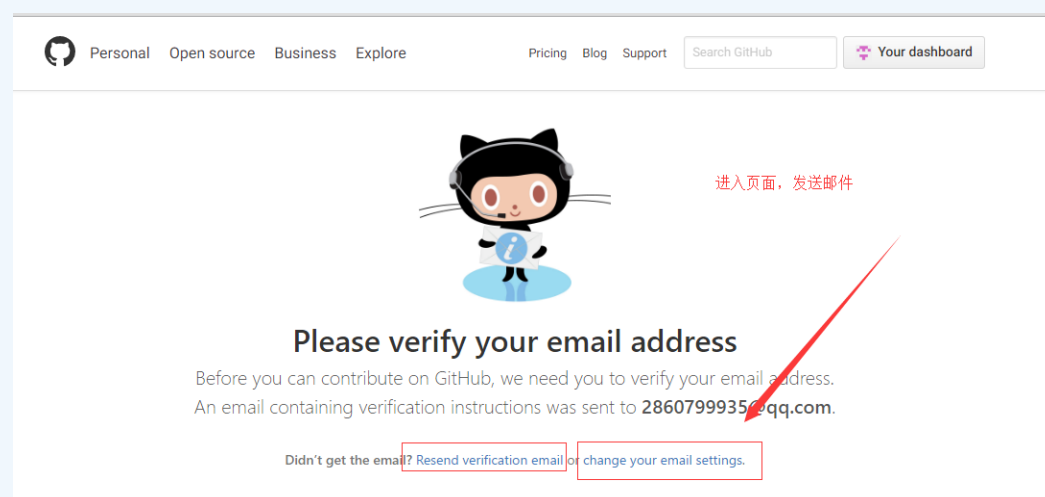 Personal Open source Business Explore Pricing Blog Support Search GitHub Your dashboard
进入页面，发送邮件
i
Please verify your email address
Before you can contribute on GitHub, we need you to verify your email address.
An email containing verification instructions was sent to 2860799935@qq.com.
Didn't get the email? Resend verification email or change your email settings.